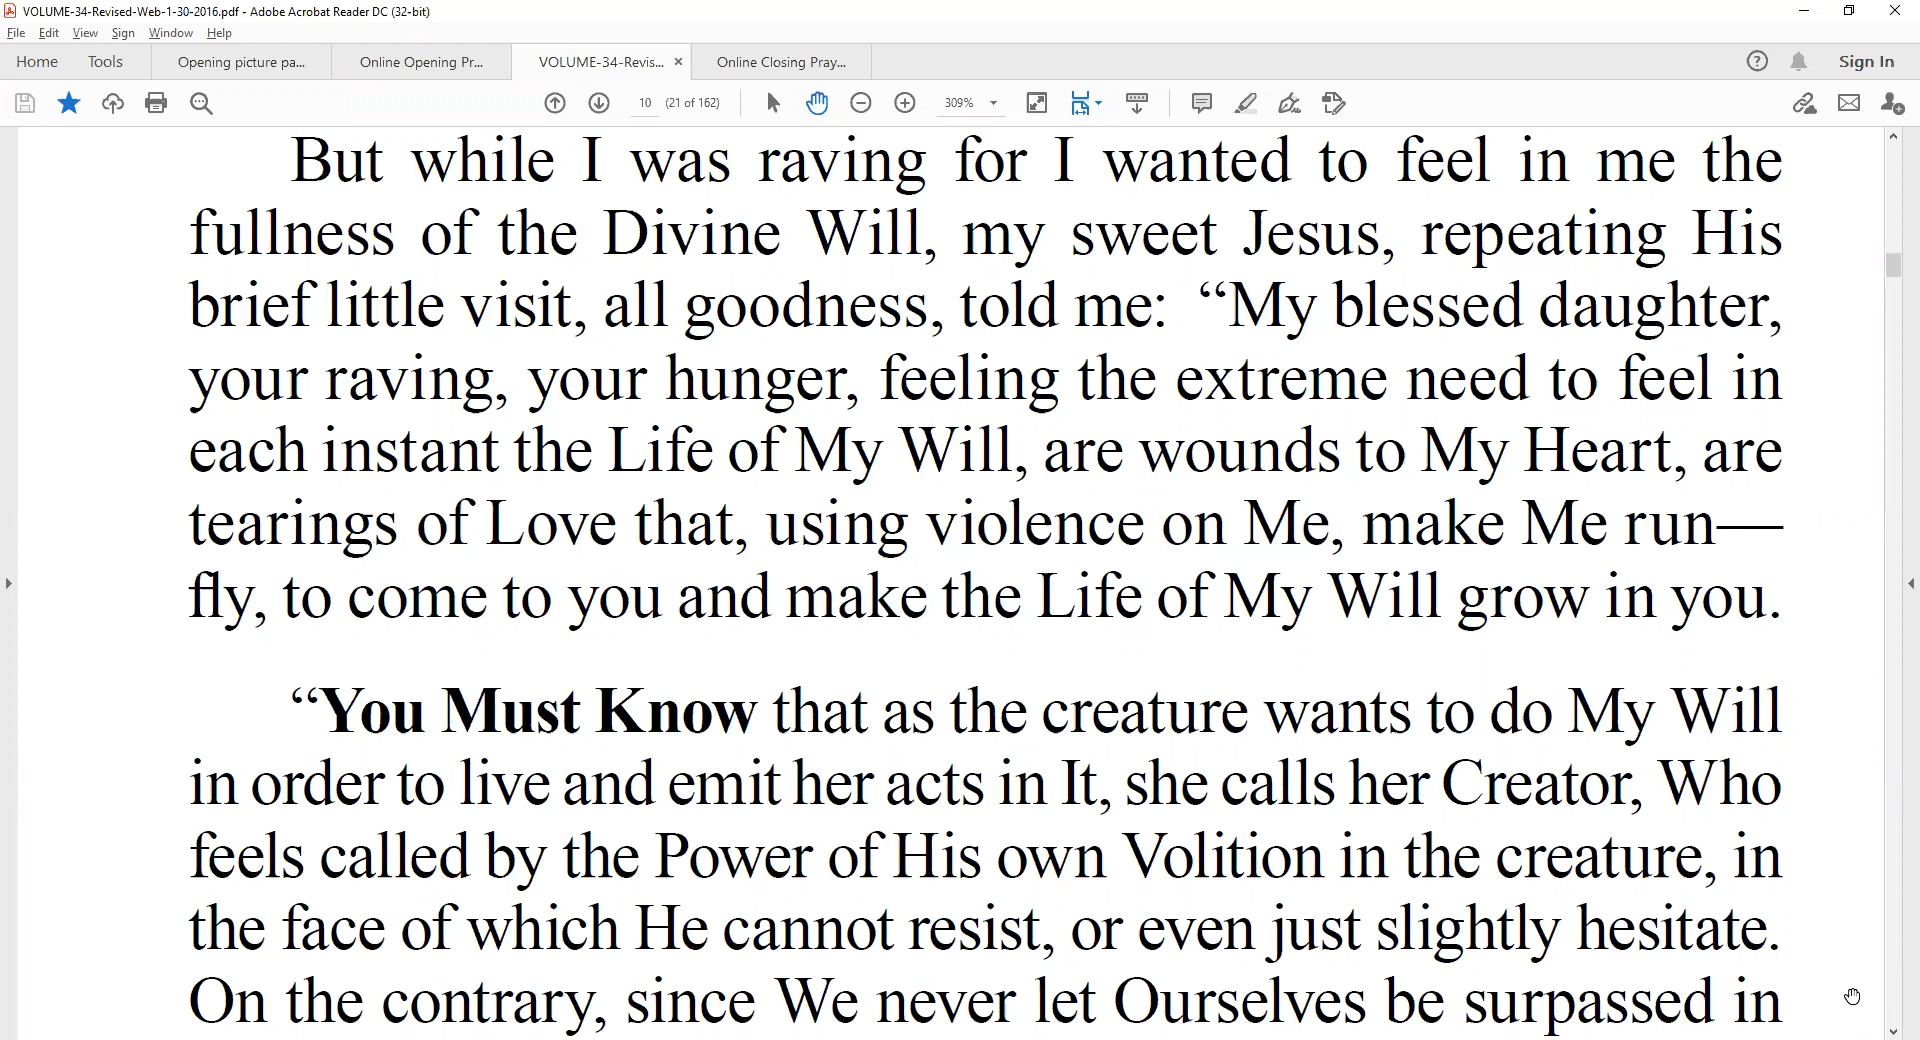 VOLUME-34-Revised-Web-1-30-2016.pdf - Adobe Acrobat Reader DC (32-bit)
File Edit View Sign Window Help
Home Tools Opening picture pa... Online Opening Pr... VOLUME-34-Revis... × Online Closing Pray... Sign In
10 (21 of 162) 309%
But while I was raving for I wanted to feel in me the
fullness of the Divine Will, my sweet Jesus, repeating His
brief little visit, all goodness, told me: “My blessed daughter,
your raving, your hunger, feeling the extreme need to feel in
each instant the Life of My Will, are wounds to My Heart, are
tearings of Love that, using violence on Me, make Me run—
fly, to come to you and make the Life of My Will grow in you.
“You Must Know that as the creature wants to do My Will
in order to live and emit her acts in It, she calls her Creator, Who
feels called by the Power of His own Volition in the creature, in
the face of which He cannot resist, or even just slightly hesitate.
On the contrary, since We never let Ourselves be surpassed in